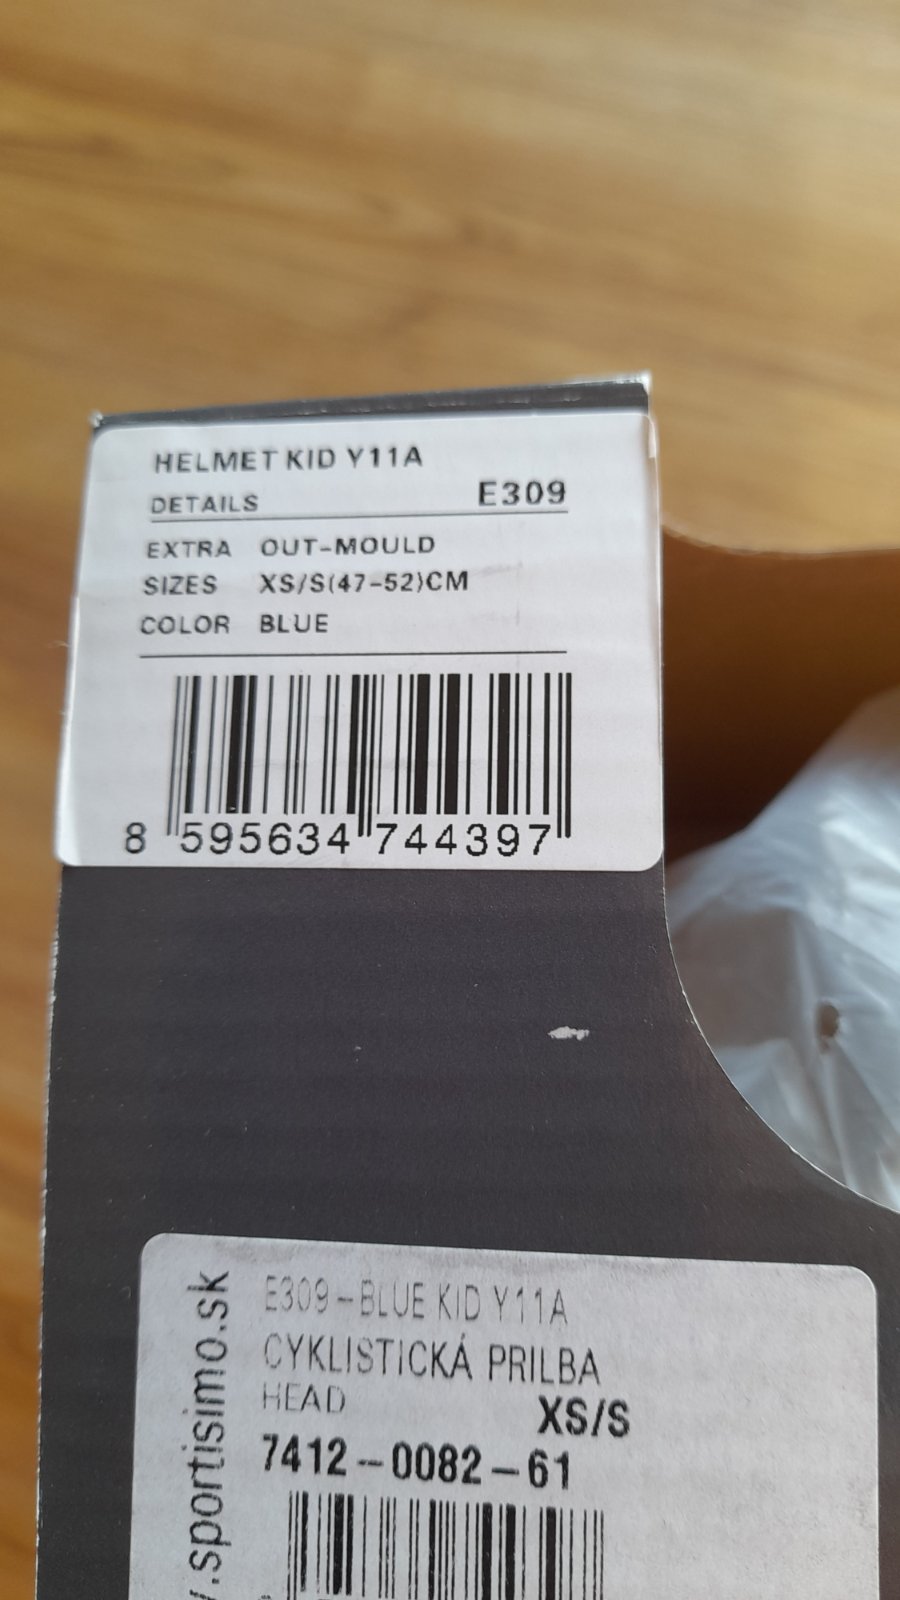 HELMET KID Y11A
DETAILS E309
EXTRA OUT-MOULD
SIZES XS/S(47-52)CM
COLOR BLUE
8 595634 744397
.sportisimo.sk
E309-BLUE KID Y11A
CYKLISTICKÁ PRILBA
HEAD XS/S
7412-0082-61